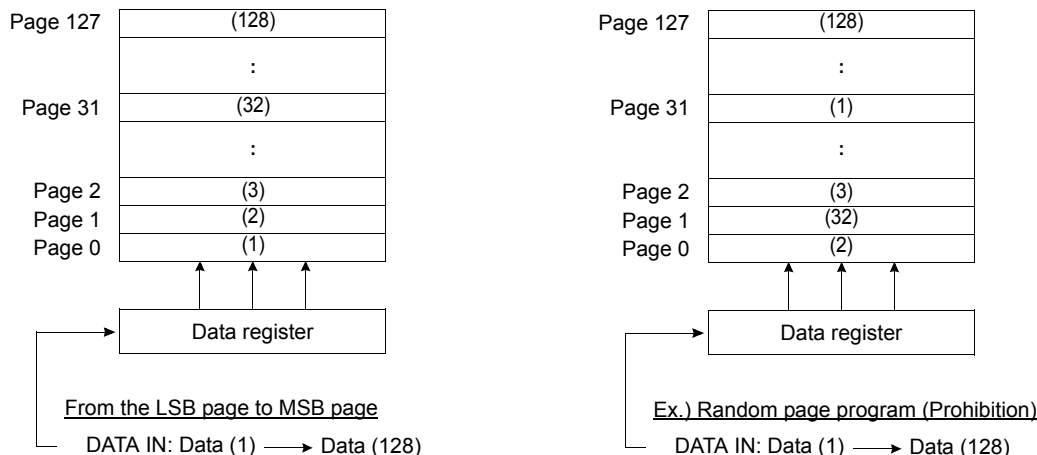 Page 127
(128)
:
Page 31
(32)
:
Page 2
(3)
Page 1
(2)
Page 0
(1)
Data register
From the LSB page to MSB page
DATA IN: Data (1) Data (128)
Page 127
(128)
:
Page 31
(1)
:
Page 2
(3)
Page 1
(32)
Page 0
(2)
Data register
Ex.) Random page program (Prohibition)
DATA IN: Data (1) Data (128)